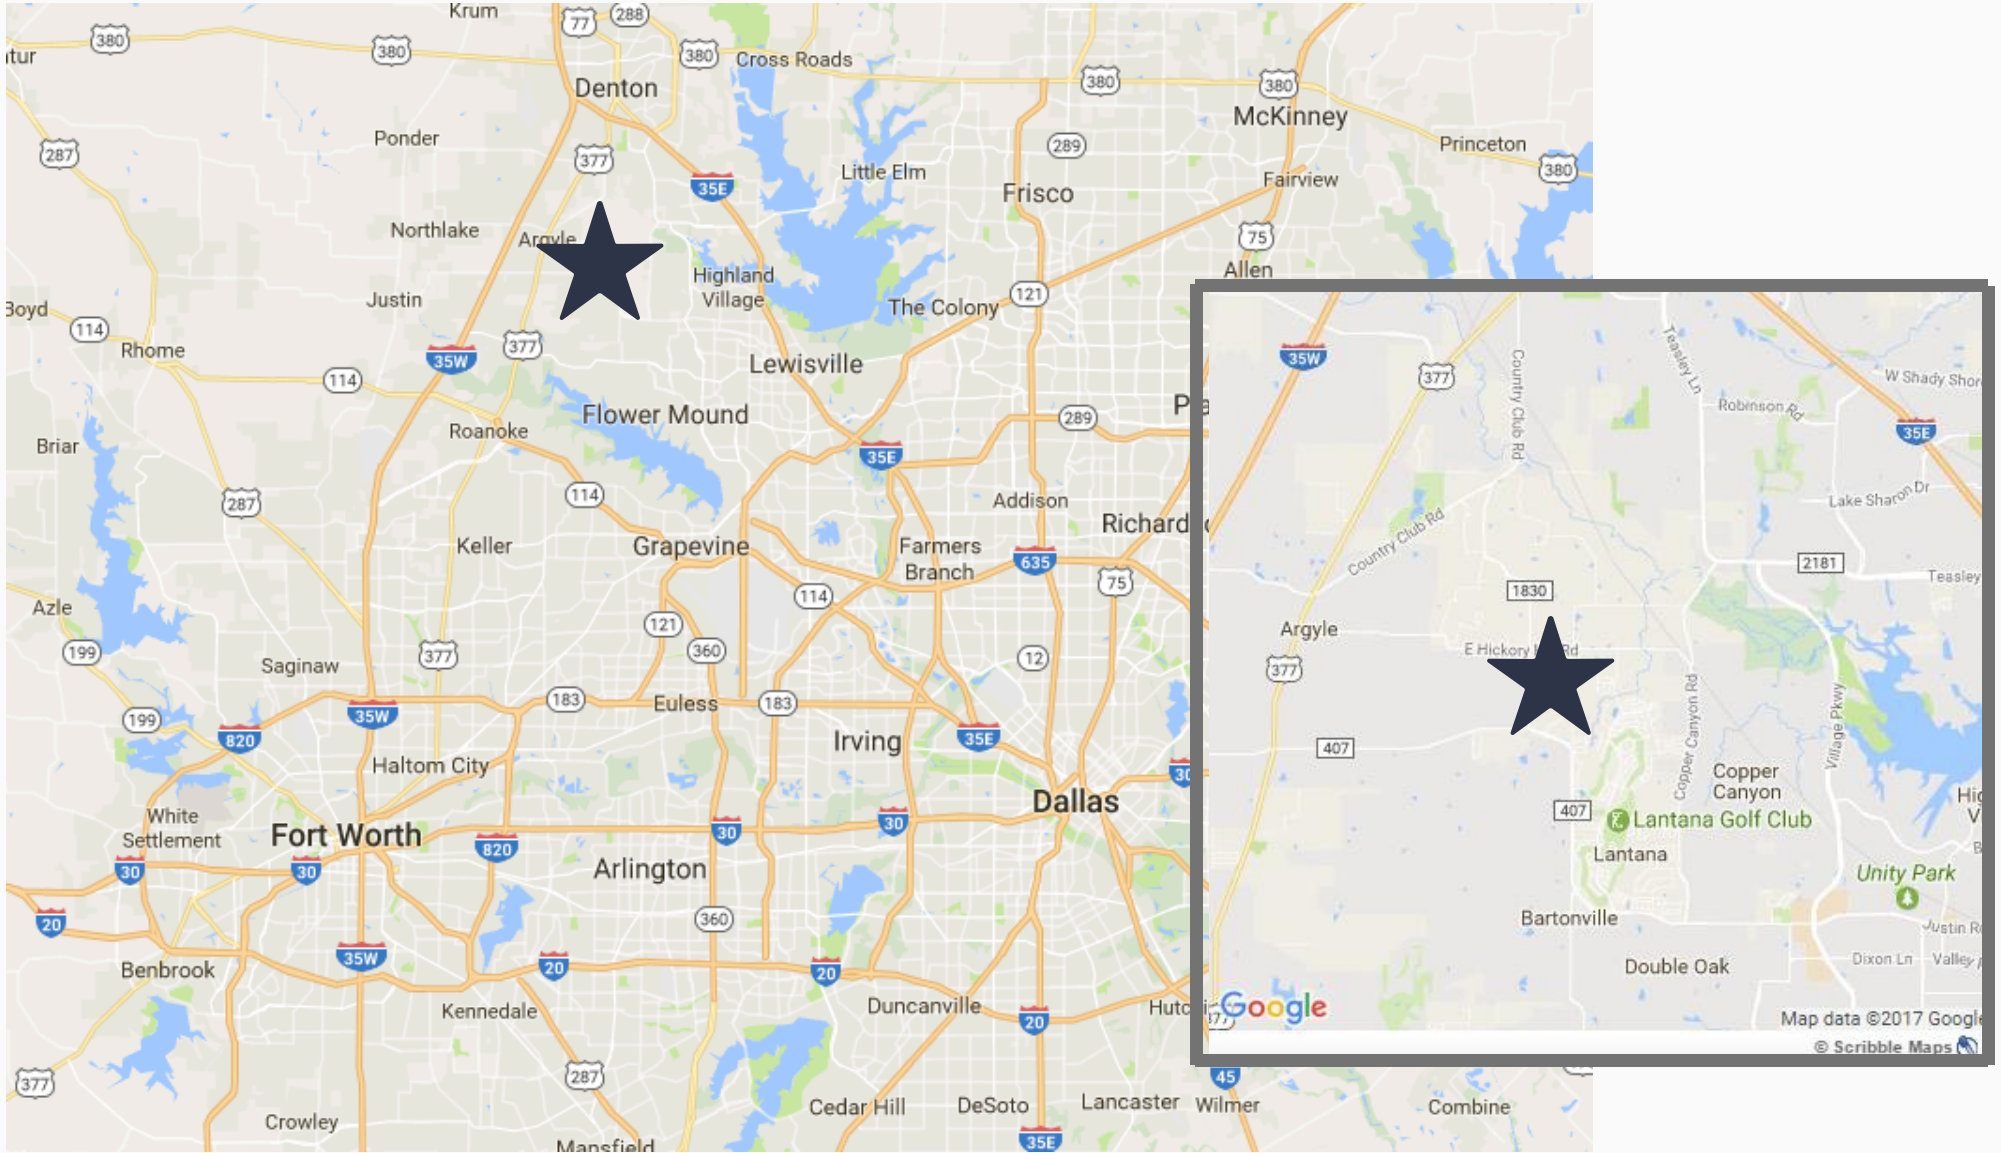 Krum
77
288
380
380
380
Cross Roads
Denton
380
380
McKinney
Ponder
289
Princeton
287
377
380
35E
Little Elm
Fairview
Frisco
Northlake
Argyle
75
Highland
Village
Allen
Justin
121
The Colony
Boyd
114
377
Rhome
35W
Lewisville
114
Flower Mound
289
Roanoke
Briar
35E
114
287
Addison
Keller
Grapevine
Farmers
Branch
635
75
114
Azle
121
199
377
360
12
Saginaw
183
Euless
183
199
35W
820
35E
Irving
Haltom City
30
Dallas
White
Settlement
Fort Worth
30
30
820
30
30
Arlington
20
360
35W
20
20
Benbrook
Duncanville
Kennedale
20
377
287
45
Cedar Hill
DeSoto
Lancaster
Wilmer
Combine
Crowley
35E
Mansfield
35W
377
Country Club Rd
Teasley Ln
W Shady Shor
Robinson Rd
35E
Lake Sharon Dr
Country Club Rd
2181
Teasley
1830
Argyle
E Hickory
Rd
377
Copper Canyon Rd
Village Pkwy
407
Copper
Canyon
407
Lantana Golf Club
Lantana
Unity Park
Bartonville
Justin R
Double Oak
Dixon Ln
Valley
Google
Map data ©2017 Google
© Scribble Maps